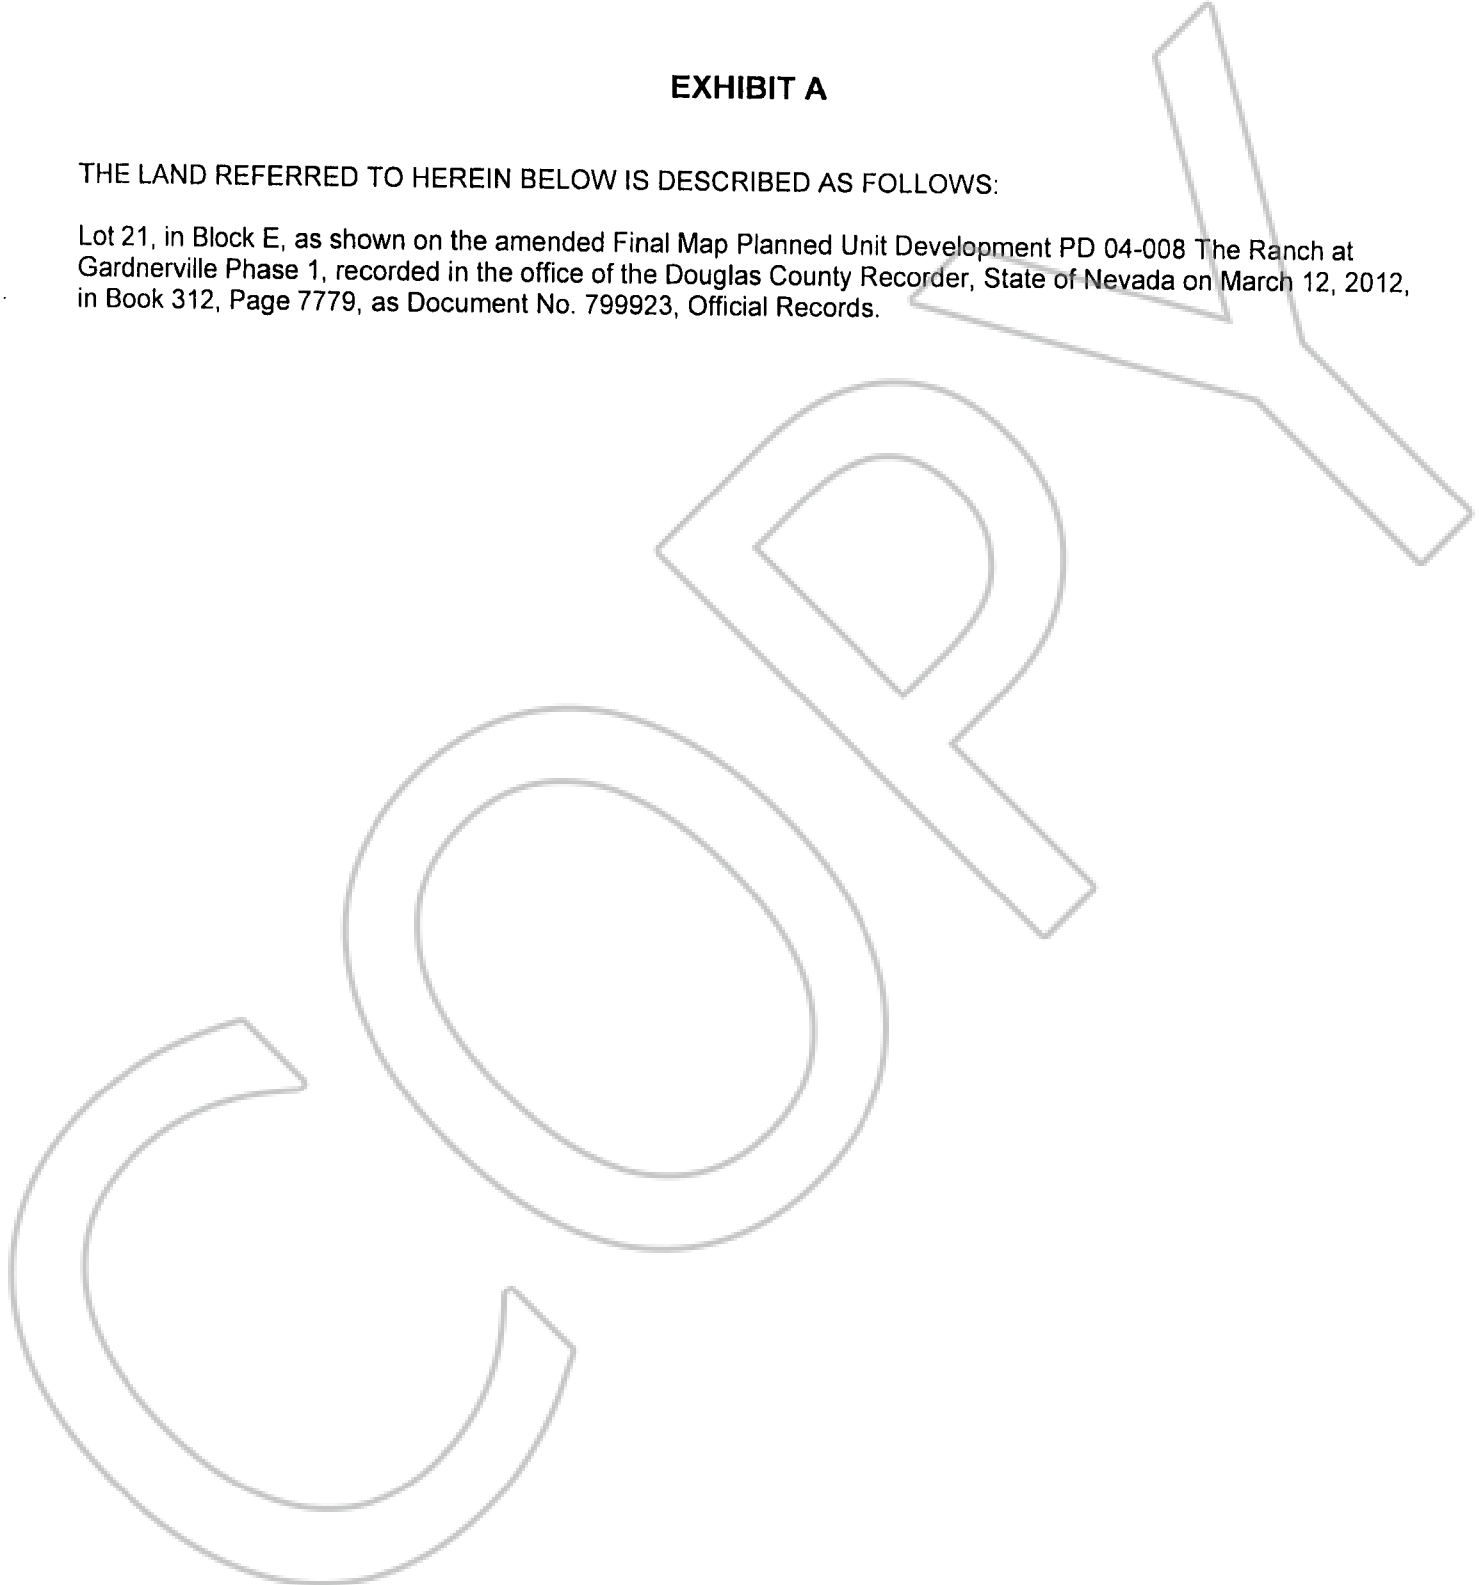 EXHIBIT A
THE LAND REFERRED TO HEREIN BELOW IS DESCRIBED AS FOLLOWS:
Lot 21, in Block E, as shown on the amended Final Map Planned Unit Development PD 04-008 The Ranch at
Gardnerville Phase 1, recorded in the office of the Douglas County Recorder, State of Nevada on March 12, 2012,
in Book 312, Page 7779, as Document No. 799923, Official Records.
COPY